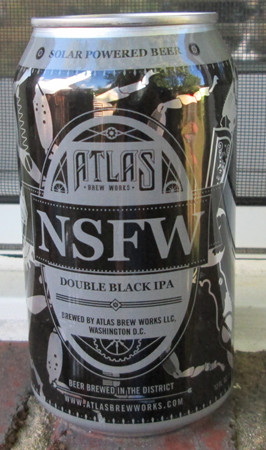 SOLAR POWERED BEER
ATLAS
BREW WORKS
NSFW
DOUBLE BLACK IPA
BREWED BY ATLAS BREW WORKS LLC,
WASHINGTON D.C.
BEER BREWED IN THE DISTRICT
WWW.ATLASBREWWORKS.COM